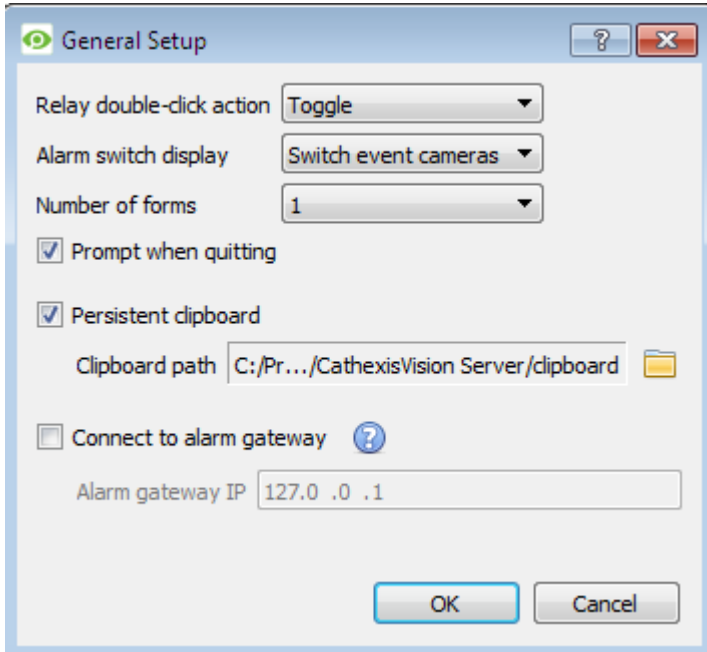 General Setup
Relay double-click action Toggle
Alarm switch display Switch event cameras
Number of forms 1
Prompt when quitting
Persistent clipboard
Clipboard path C:/Pr.../CathexisVision Server/clipboard
Connect to alarm gateway
Alarm gateway IP 127.0 .0 .1
OK Cancel